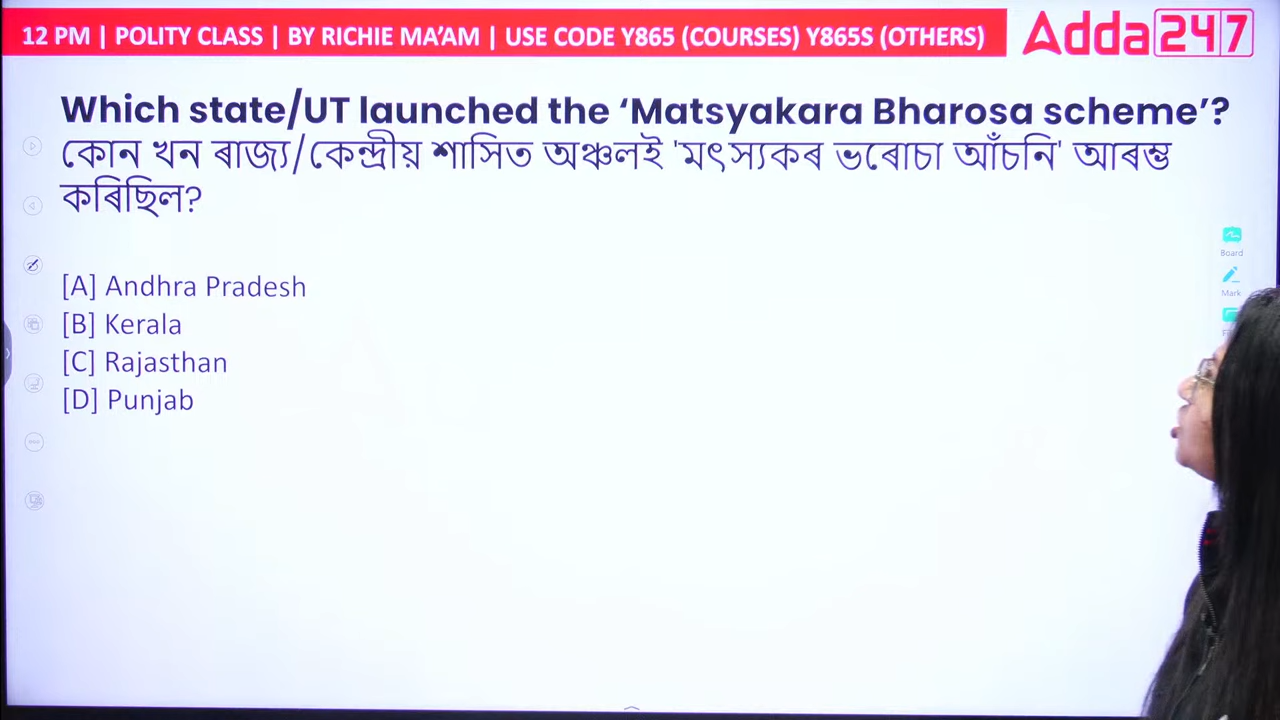 12 PM | POLITY CLASS | BY RICHIE MA’AM | USE CODE Y865 (COURSES) Y865S (OTHERS)
Adda247
Which state/UT launched the ‘Matsyakara Bharosa scheme’?
কোন খন ৰাজ্য/কেন্দ্ৰীয় শাসিত অঞ্চলই 'মৎস্যকৰ ভৰোচা আঁচনি' আৰম্ভ
কৰিছিল?
[A] Andhra Pradesh
[B] Kerala
[C] Rajasthan
[D] Punjab
Board
Mark